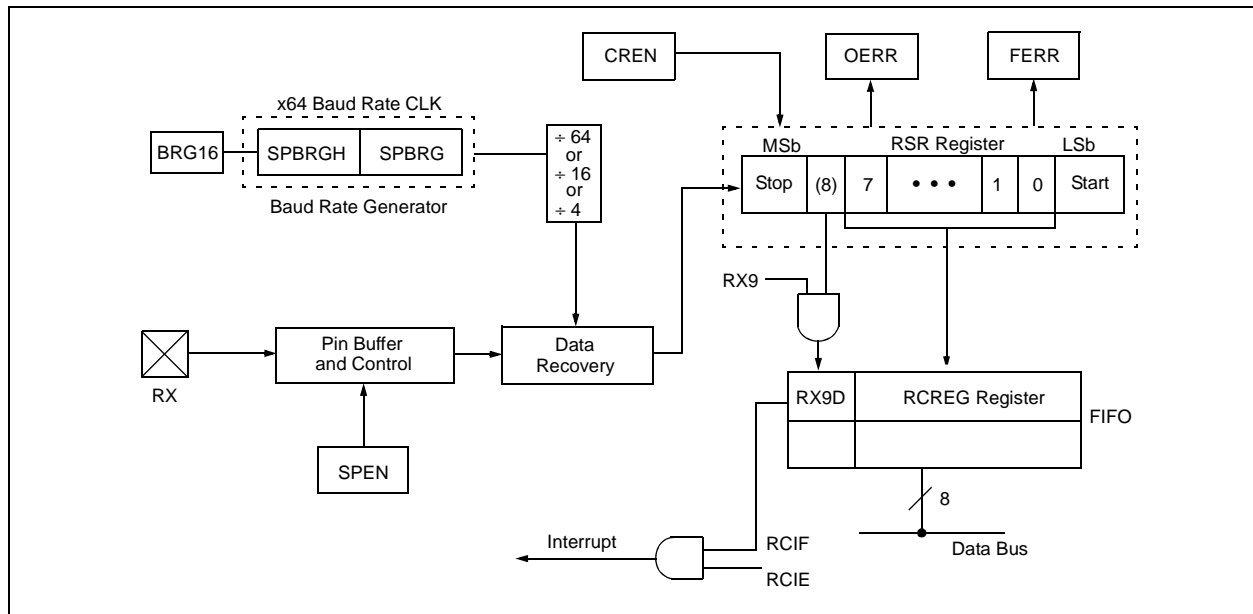 CREN
OERR
FERR
x64 Baud Rate CLK
BRG16
SPBRGH
SPBRG
Baud Rate Generator
÷ 64
or
÷ 16
or
÷ 4
MSb
RSR Register
LSb
Stop
(8)
7
• • •
1
0
Start
RX9
RX
Pin Buffer
and Control
Data
Recovery
SPEN
RX9D
RCREG Register
FIFO
8
Data Bus
Interrupt
RCIF
RCIE